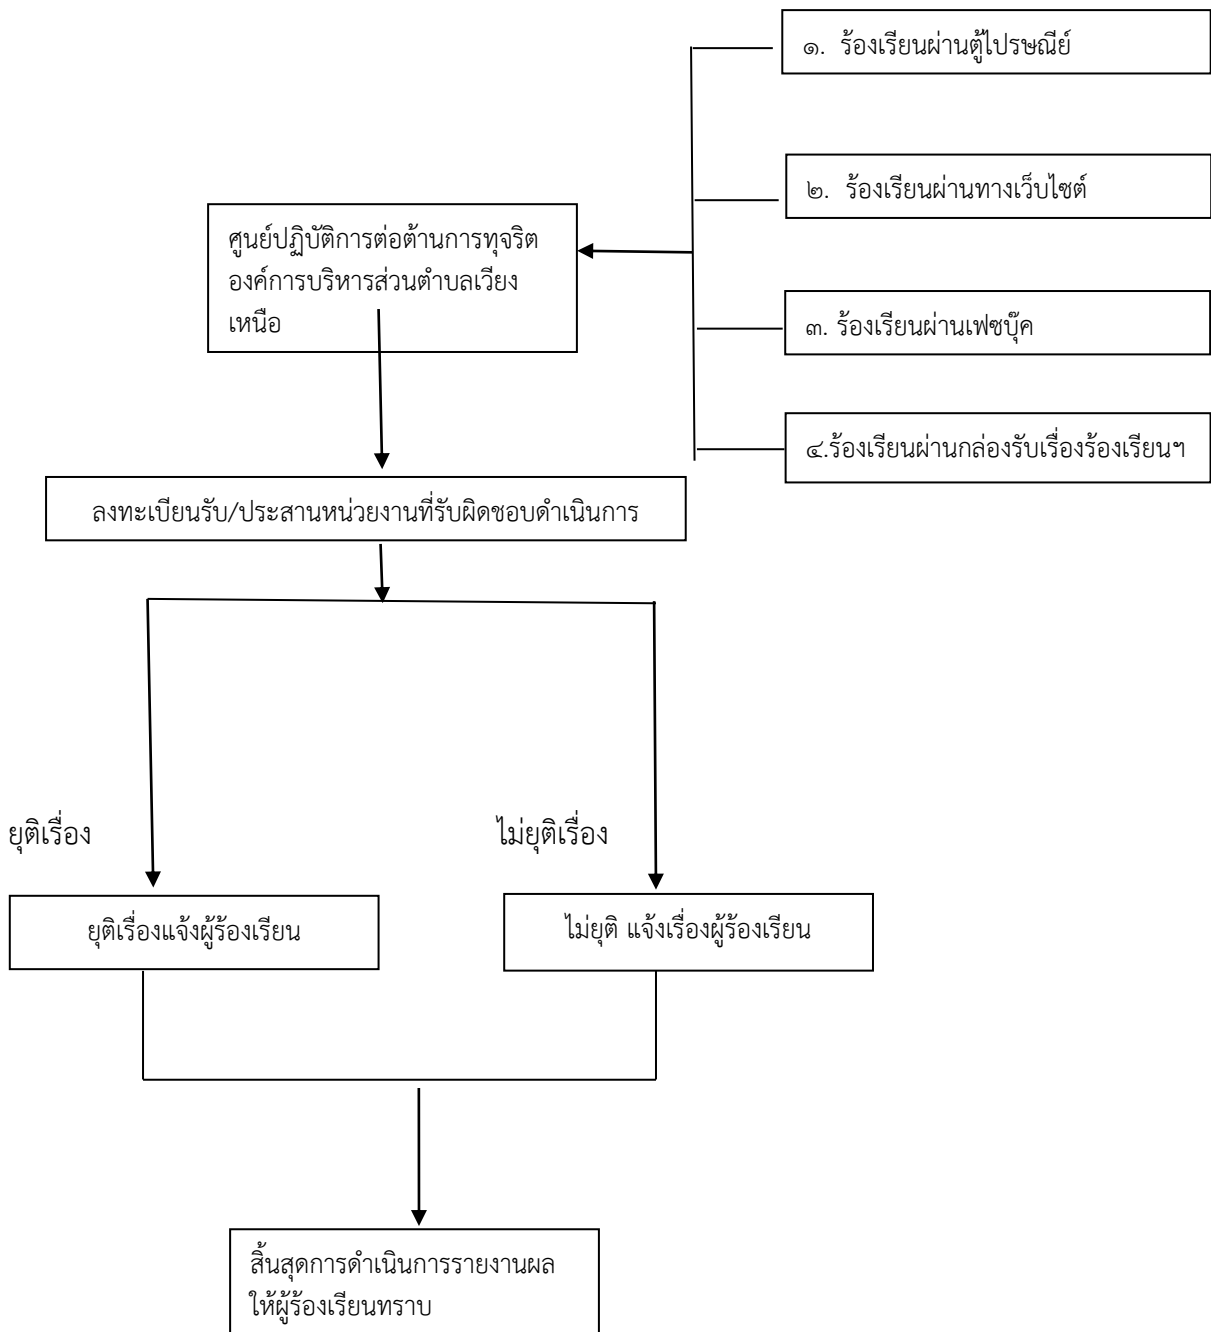 ๑. ร้องเรียนผ่านตู้ไปรษณีย์
๒. ร้องเรียนผ่านทางเว็บไซต์
ศูนย์ปฏิบัติการต่อต้านการทุจริต
องค์การบริหารส่วนตำบลเวียง
เหนือ
๓. ร้องเรียนผ่านเฟซบุ๊ค
๔.ร้องเรียนผ่านกล่องรับเรื่องร้องเรียนฯ
ลงทะเบียนรับ/ประสานหน่วยงานที่รับผิดชอบดำเนินการ
ยุติเรื่อง
ไม่ยุติเรื่อง
ยุติเรื่องแจ้งผู้ร้องเรียน
ไม่ยุติ แจ้งเรื่องผู้ร้องเรียน
สิ้นสุดการดำเนินการรายงานผล
ให้ผู้ร้องเรียนทราบ